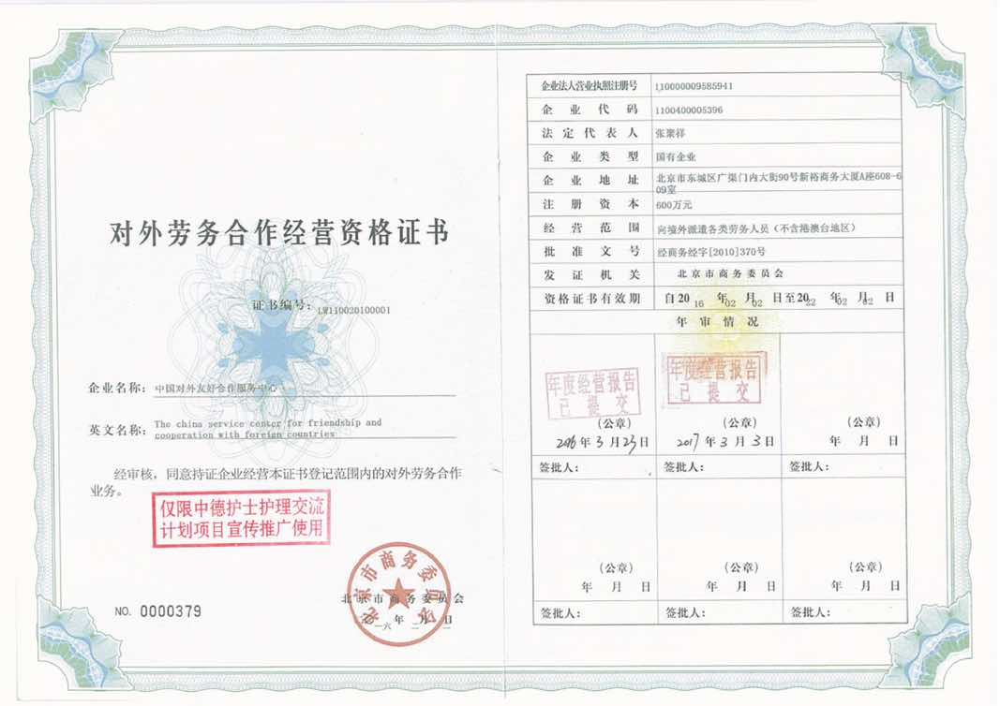 对外劳务合作经营资格证书
证书编号：LW110020100001
企业名称：中国对外友好合作服务中心
英文名称：The china service center for friendship and
cooperation with foreign countries
经审核，同意持证企业经营本证书登记范围内的对外劳务合作
业务。
仅限中德护士护理交流
计划项目宣传推广使用
北京市商务委员会
北京市商务委员会
一六年二月二日
NO. 0000379
企业法人营业执照注册号 110000009585941
企业代码 1100400005396
法定代表人 张聚祥
企业类型 国有企业
企业地址 北京市东城区广渠门内大街90号新裕商务大厦A座608-6
09室
注册资本 600万元
经营范围 向境外派遣各类劳务人员（不含港澳台地区）
批准文号 经商务经字[2010]370号
发证机关 北京市商务委员会
资格证书有效期 自2016年02月02日至2022年02月02日
年审情况
年度经营报告
已提交
年度经营报告
已提交
（公章） （公章） （公章）
2016年3月23日 2017年3月3日 年月日
签批人： 签批人： 签批人：
（公章） （公章） （公章）
年月日 年月日 年月日
签批人： 签批人： 签批人：